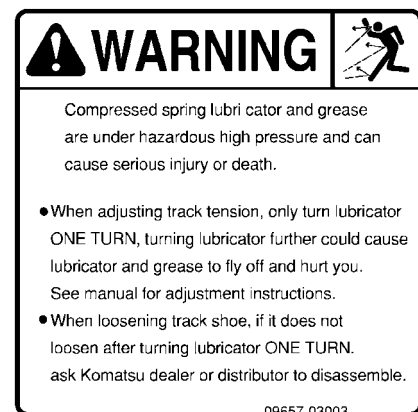 WARNING
Compressed spring lubri cator and grease
are under hazardous high pressure and can
cause serious injury or death.
● When adjusting track tension, only turn lubricator
ONE TURN, turning lubricator further could cause
lubricator and grease to fly off and hurt you.
See manual for adjustment instructions.
● When loosening track shoe, if it does not
loosen after turning lubricator ONE TURN.
ask Komatsu dealer or distributor to disassemble.
09657-03003